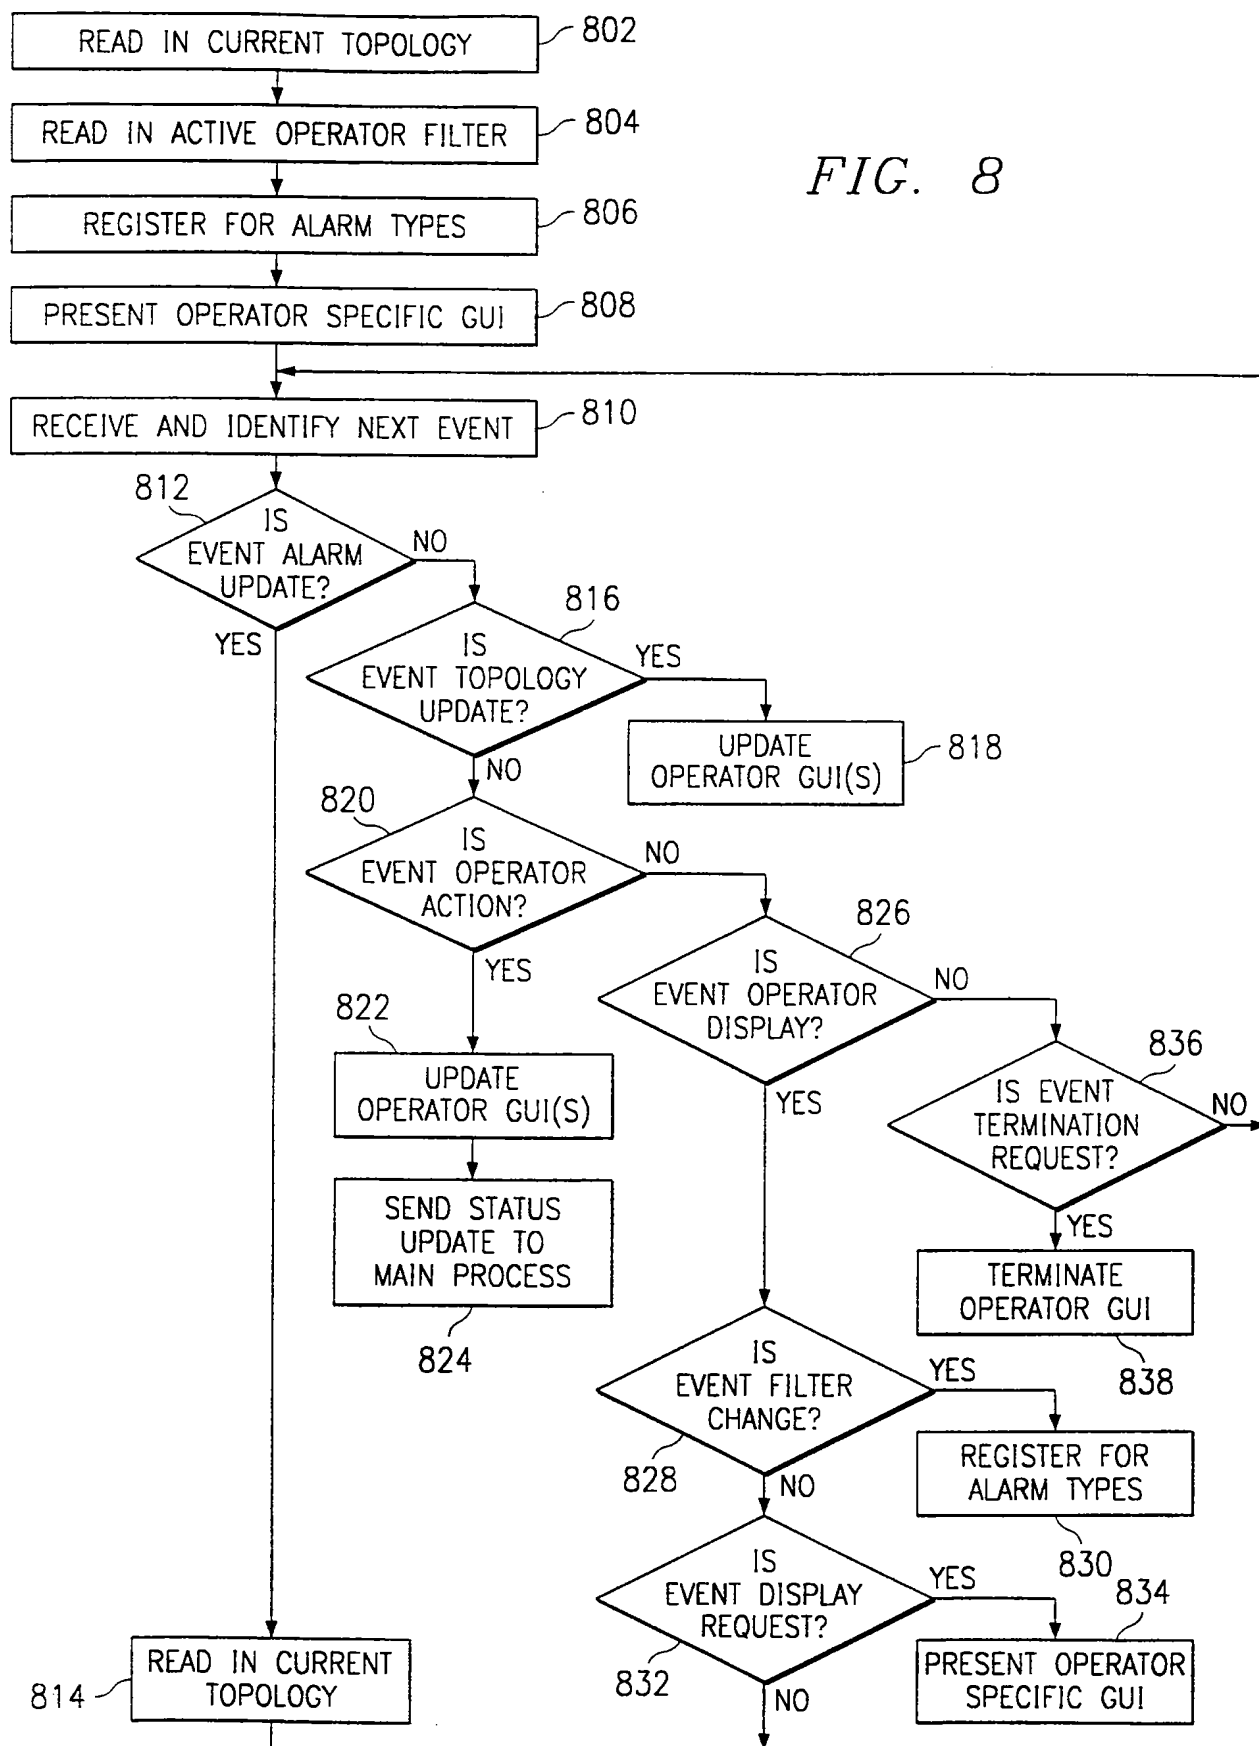 READ IN CURRENT TOPOLOGY
802
READ IN ACTIVE OPERATOR FILTER
804
FIG. 8
REGISTER FOR ALARM TYPES
806
PRESENT OPERATOR SPECIFIC GUI
808
RECEIVE AND IDENTIFY NEXT EVENT
810
812
IS
EVENT ALARM
UPDATE?
NO
YES
816
IS
EVENT TOPOLOGY
UPDATE?
YES
NO
UPDATE
OPERATOR GUI(S)
818
820
IS
EVENT OPERATOR
ACTION?
NO
YES
826
IS
EVENT OPERATOR
DISPLAY?
NO
YES
822
UPDATE
OPERATOR GUI(S)
836
IS EVENT
TERMINATION
REQUEST?
NO
YES
SEND STATUS
UPDATE TO
MAIN PROCESS
824
TERMINATE
OPERATOR GUI
838
IS
EVENT FILTER
CHANGE?
YES
828
NO
REGISTER FOR
ALARM TYPES
830
IS
EVENT DISPLAY
REQUEST?
YES
834
832
NO
PRESENT OPERATOR
SPECIFIC GUI
READ IN CURRENT
TOPOLOGY
814